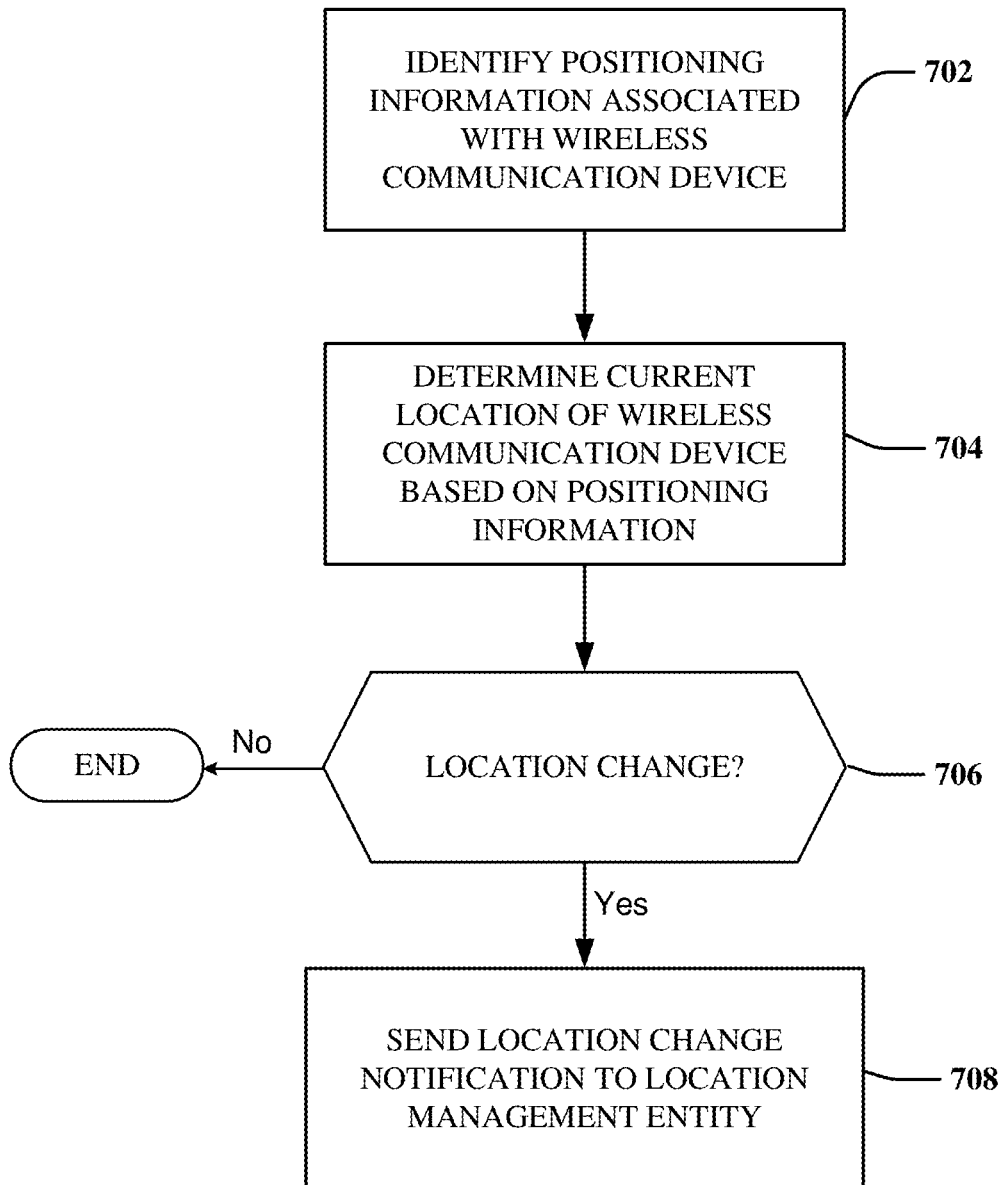 IDENTIFY POSITIONING
INFORMATION ASSOCIATED
WITH WIRELESS
COMMUNICATION DEVICE
702
DETERMINE CURRENT
LOCATION OF WIRELESS
COMMUNICATION DEVICE
BASED ON POSITIONING
INFORMATION
704
END
No
LOCATION CHANGE?
706
Yes
SEND LOCATION CHANGE
NOTIFICATION TO LOCATION
MANAGEMENT ENTITY
708